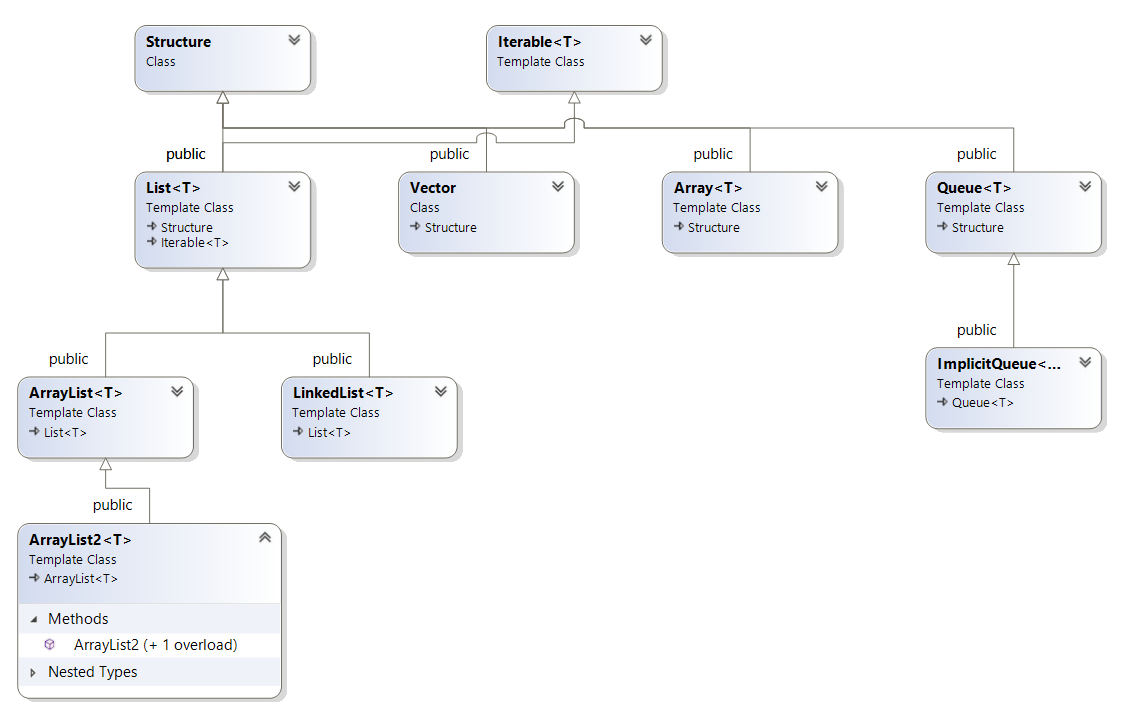 Structure
Class
Iterable<T>
Template Class
public
public
public
public
List<T>
Template Class
Structure
Iterable<T>
Vector
Class
Structure
Array<T>
Template Class
Structure
Queue<T>
Template Class
Structure
public
public
public
ArrayList<T>
Template Class
List<T>
LinkedList<T>
Template Class
List<T>
ImplicitQueue<...
Template Class
Queue<T>
public
ArrayList2<T>
Template Class
ArrayList<T>
Methods
ArrayList2 (+ 1 overload)
Nested Types